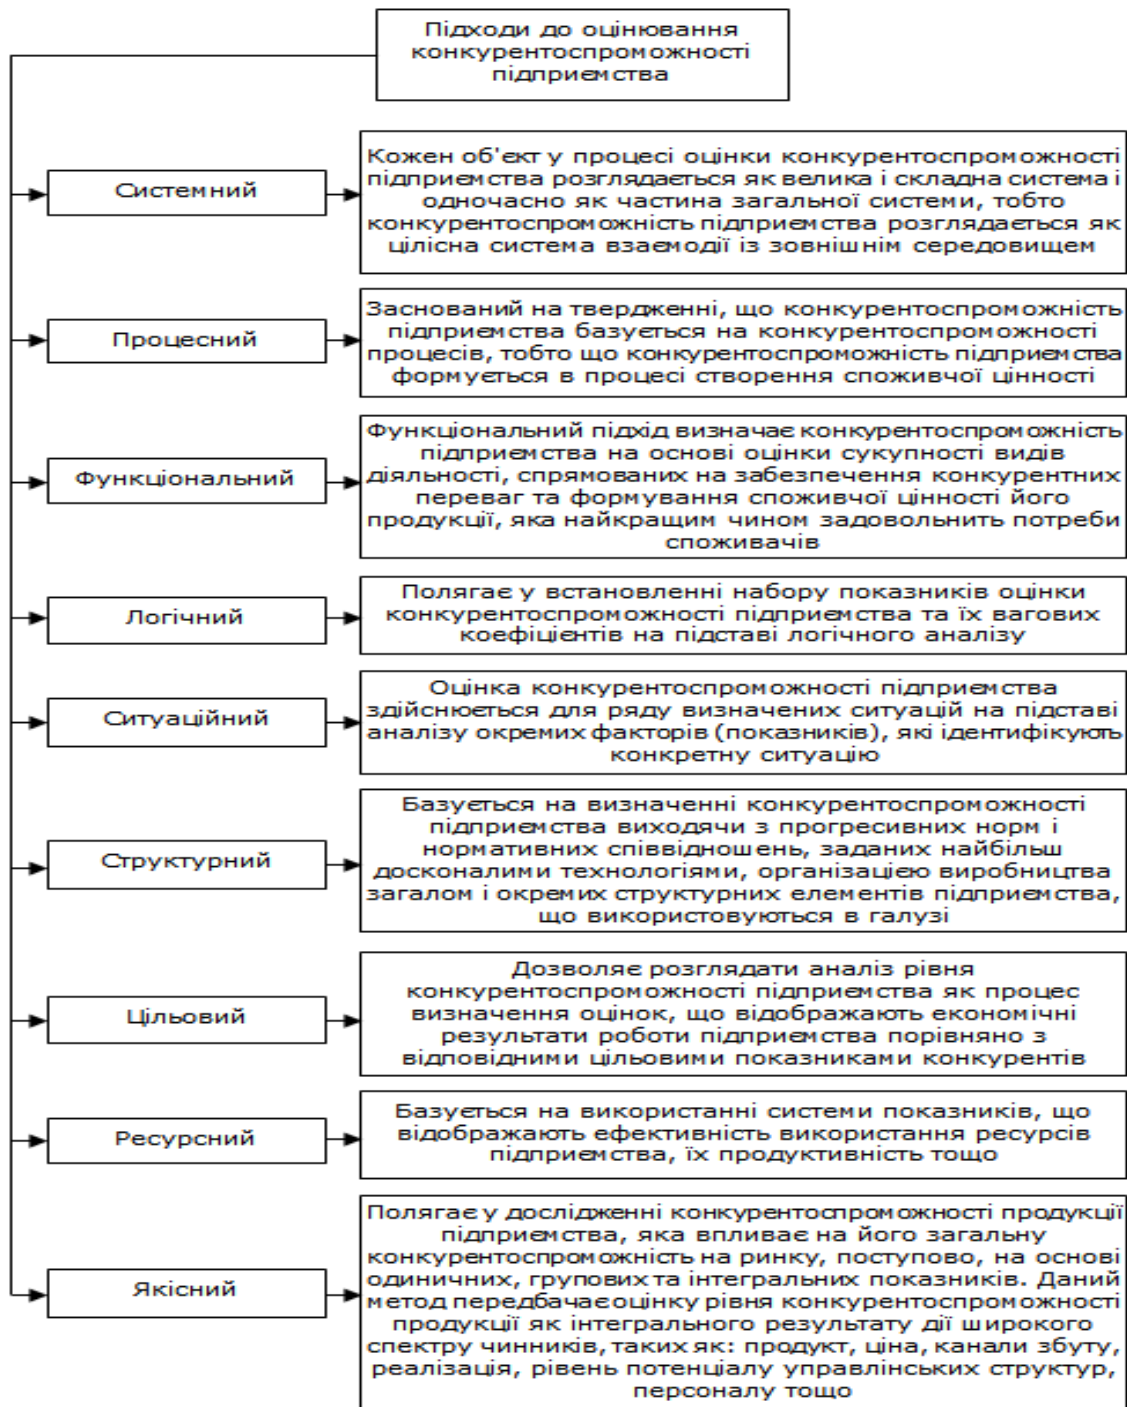 Підходи до оцінювання
конкурентоспроможності
підприємства
Системний
Кожен об'єкт у процесі оцінки конкурентоспроможності
підприємства розглядається як велика і складна система і
одночасно як частина загальної системи, тобто
конкурентоспроможність підприємства розглядається як
цілісна система взаємодії із зовнішнім середовищем
Процесний
Заснований на твердженні, що конкурентоспроможність
підприємства базується на конкурентоспроможності
процесів, тобто що конкурентоспроможність підприємства
формується в процесі створення споживчої цінності
Функціональний
Функціональний підхід визначає конкурентоспроможність
підприємства на основі оцінки сукупності видів
діяльності, спрямованих на забезпечення конкурентних
переваг та формування споживчої цінності його
продукції, яка найкращим чином задовольнить потреби
споживачів
Логічний
Полягає у встановленні набору показників оцінки
конкурентоспроможності підприємства та їх вагових
коефіцієнтів на підставі логічного аналізу
Ситуаційний
Оцінка конкурентоспроможності підприємства
здійснюється для ряду визначених ситуацій на підставі
аналізу окремих факторів (показників), які ідентифікують
конкретну ситуацію
Структурний
Базується на визначенні конкурентоспроможності
підприємства виходячи з прогресивних норм і
нормативних співвідношень, заданих найбільш
досконалими технологіями, організацією виробництва
загалом і окремих структурних елементів підприємства,
що використовуються в галузі
Цільовий
Дозволяє розглядати аналіз рівня
конкурентоспроможності підприємства як процес
визначення оцінок, що відображають економічні
результати роботи підприємства порівняно з
відповідними цільовими показниками конкурентів
Ресурсний
Базується на використанні системи показників, що
відображають ефективність використання ресурсів
підприємства, їх продуктивність тощо
Якісний
Полягає у дослідженні конкурентоспроможності продукції
підприємства, яка впливає на його загальну
конкурентоспроможність на ринку, поступово, на основі
одиничних, групових та інтегральних показників. Даний
метод передбачає оцінку рівня конкурентоспроможності
продукції як інтегрального результату дії широкого
спектру чинників, таких як: продукт, ціна, канали збуту,
реалізація, рівень потенціалу управлінських структур,
персоналу тощо